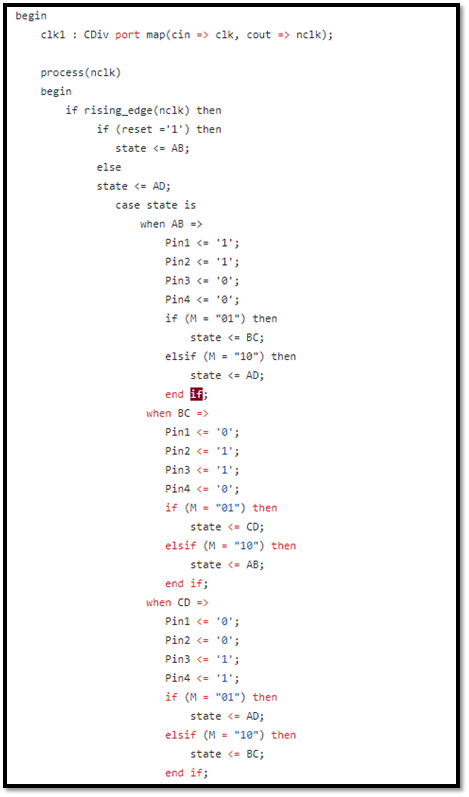 begin
clk1 : CDiv port map(cin => clk, cout => nclk);
process(nclk)
begin
if rising_edge(nclk) then
if (reset ='1') then
state <= AB;
else
state <= AD;
case state is
when AB =>
Pin1 <= '1';
Pin2 <= '1';
Pin3 <= '0';
Pin4 <= '0';
if (M = "01") then
state <= BC;
elsif (M = "10") then
state <= AD;
end if;
when BC =>
Pin1 <= '0';
Pin2 <= '1';
Pin3 <= '1';
Pin4 <= '0';
if (M = "01") then
state <= CD;
elsif (M = "10") then
state <= AB;
end if;
when CD =>
Pin1 <= '0';
Pin2 <= '0';
Pin3 <= '1';
Pin4 <= '1';
if (M = "01") then
state <= AD;
elsif (M = "10") then
state <= BC;
end if;